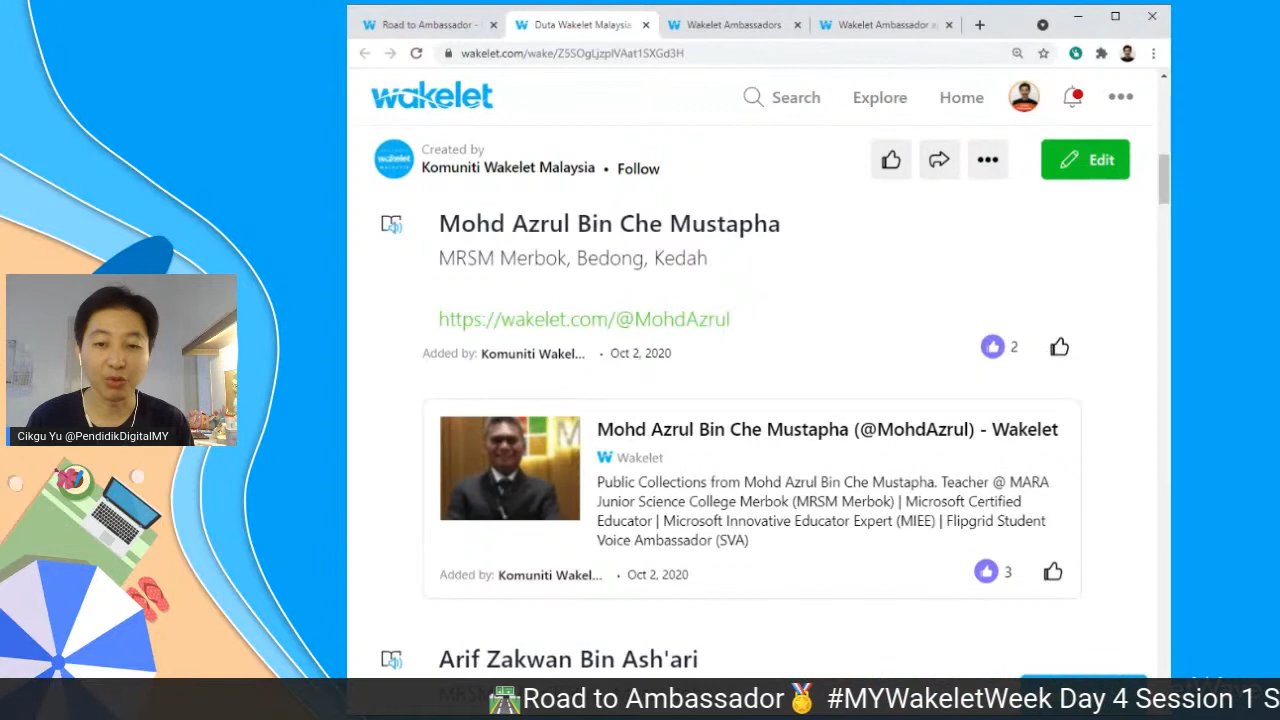 Road to Ambassador -
Duta Wakelet Malaysia
Wakelet Ambassadors
Wakelet Ambassador a
wakelet.com/wake/Z5SOgLjzpIVAat1SXGd3H
wakelet
Search
Explore
Home
wakelet
Created by
Komuniti Wakelet Malaysia • Follow
Edit
Mohd Azrul Bin Che Mustapha
MRSM Merbok, Bedong, Kedah
https://wakelet.com/@MohdAzrul
Added by: Komuniti Wakel... • Oct 2, 2020
2
Mohd Azrul Bin Che Mustapha (@MohdAzrul) - Wakelet
Wakelet
Public Collections from Mohd Azrul Bin Che Mustapha. Teacher @ MARA
Junior Science College Merbok (MRSM Merbok) | Microsoft Certified
Educator | Microsoft Innovative Educator Expert (MIEE) | Flipgrid Student
Voice Ambassador (SVA)
Added by: Komuniti Wakel... • Oct 2, 2020
3
Cikgu Yu @PendidikDigitalMY
Arif Zakwan Bin Ash'ari
Road to Ambassador🏅 #MYWakeletWeek Day 4 Session 1 S